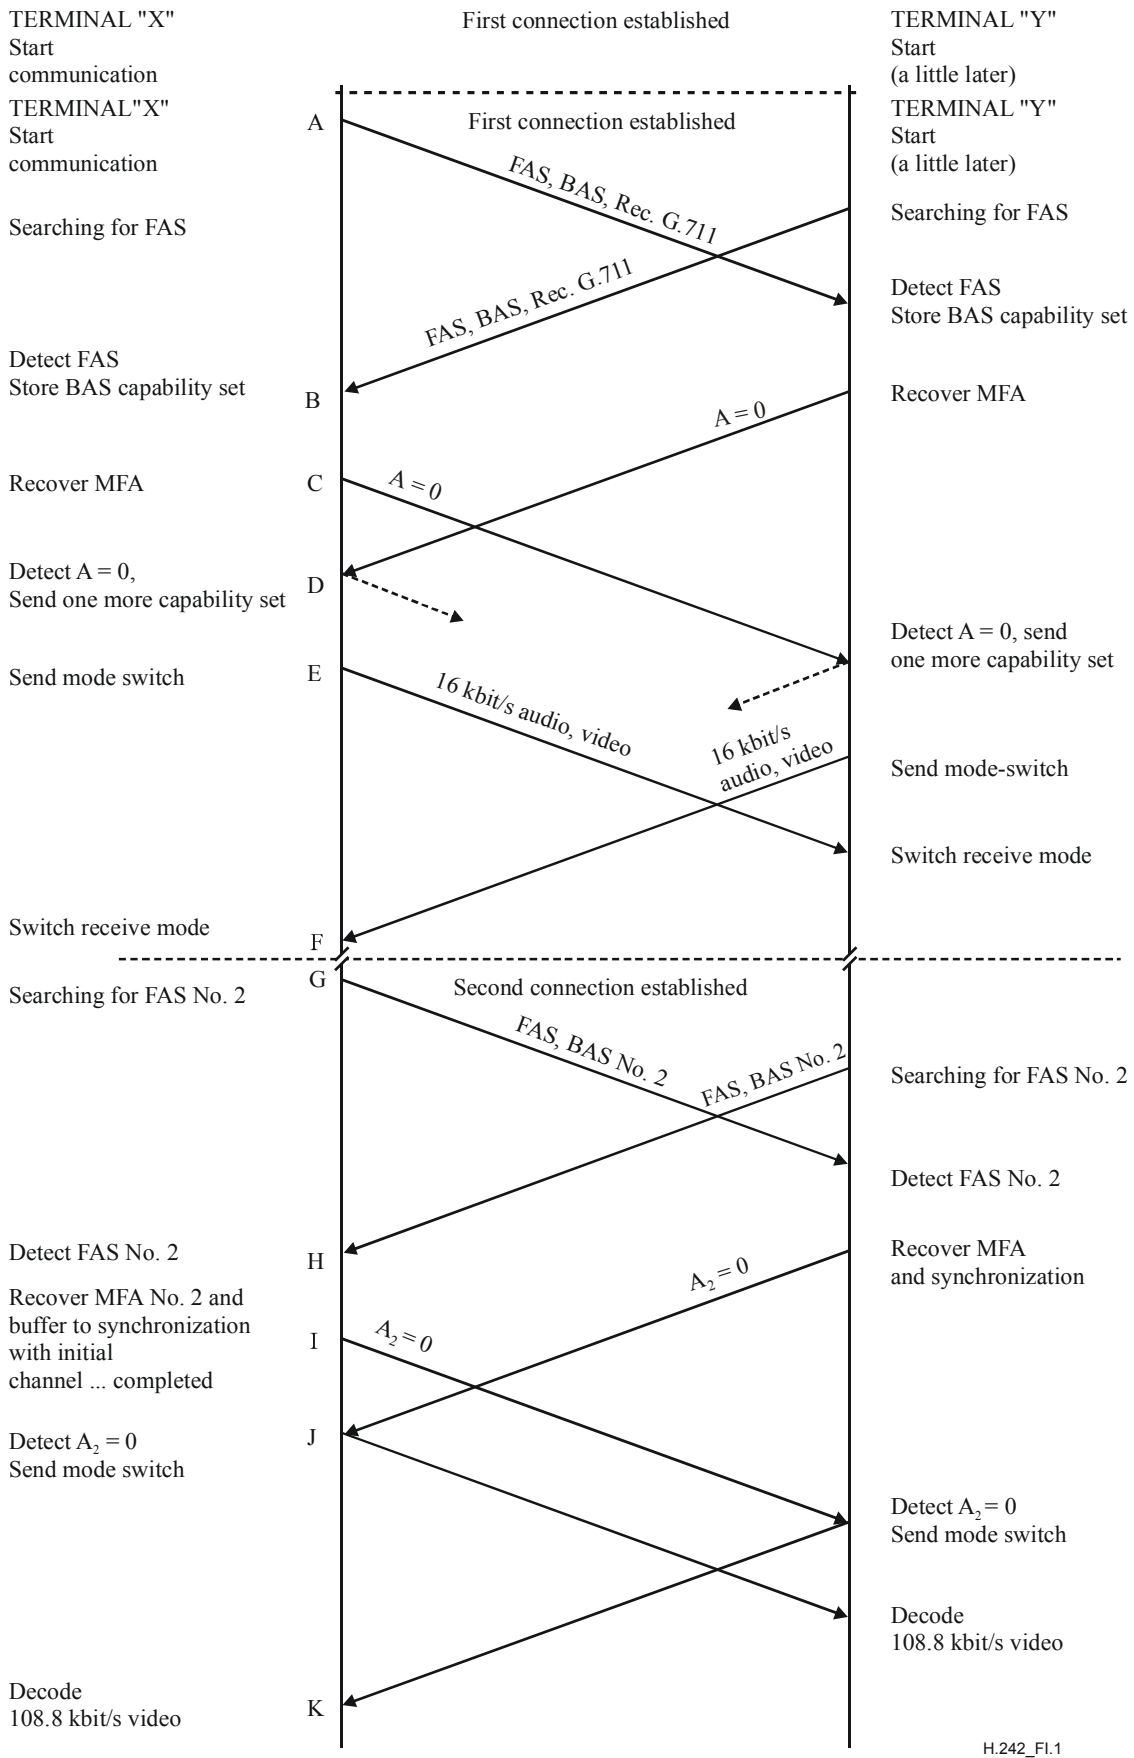 TERMINAL "X"
Start
communication
First connection established
TERMINAL "Y"
Start
(a little later)
TERMINAL"X"
Start
communication
A
First connection established
TERMINAL "Y"
Start
(a little later)
FAS, BAS, Rec. G.711
Searching for FAS
Searching for FAS
FAS, BAS, Rec. G.711
Detect FAS
Store BAS capability set
Detect FAS
Store BAS capability set
B
Recover MFA
A = 0
Recover MFA
C
A = 0
Detect A = 0,
Send one more capability set
D
Detect A = 0, send
one more capability set
Send mode switch
E
16 kbit/s audio, video
16 kbit/s
audio, video
Send mode-switch
Switch receive mode
Switch receive mode
F
G
Searching for FAS No. 2
Second connection established
FAS, BAS No. 2
FAS, BAS No. 2
Searching for FAS No. 2
Detect FAS No. 2
Detect FAS No. 2
H
Recover MFA
and synchronization
A₂ = 0
Recover MFA No. 2 and
buffer to synchronization
with initial
channel ... completed
I
A₂ = 0
Detect A₂ = 0
Send mode switch
J
Detect A₂ = 0
Send mode switch
Decode
108.8 kbit/s video
Decode
108.8 kbit/s video
K
H.242_FI.1